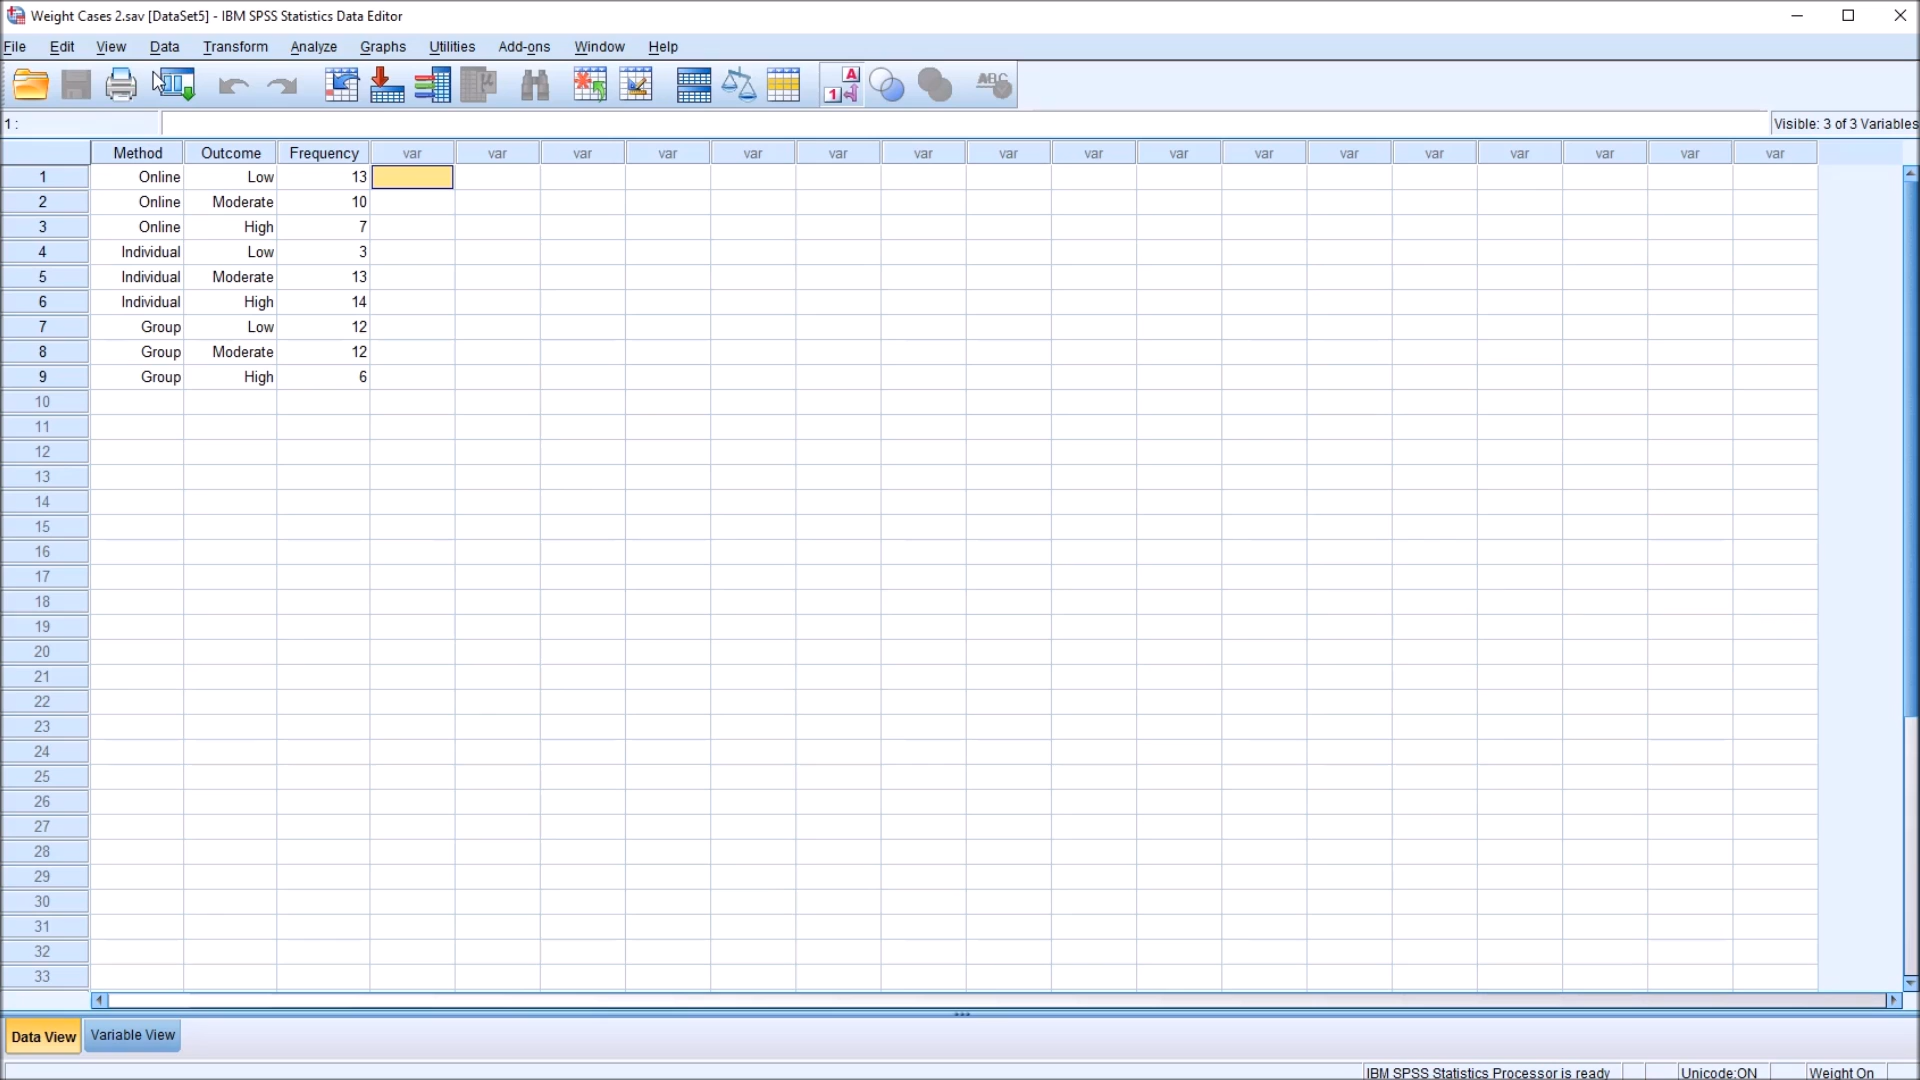 Weight Cases 2.sav [DataSet5] - IBM SPSS Statistics Data Editor
File Edit View Data Transform Analyze Graphs Utilities Add-ons Window Help
A
1
ABC
1 :
Visible: 3 of 3 Variables
Method Outcome Frequency var var var var var var var var var var var var var var var var var
1 Online Low 13
2 Online Moderate 10
3 Online High 7
4 Individual Low 3
5 Individual Moderate 13
6 Individual High 14
7 Group Low 12
8 Group Moderate 12
9 Group High 6
10
11
12
13
14
15
16
17
18
19
20
21
22
23
24
25
26
27
28
29
30
31
32
33
Data View Variable View
IBM SPSS Statistics Processor is ready Unicode:ON Weight On